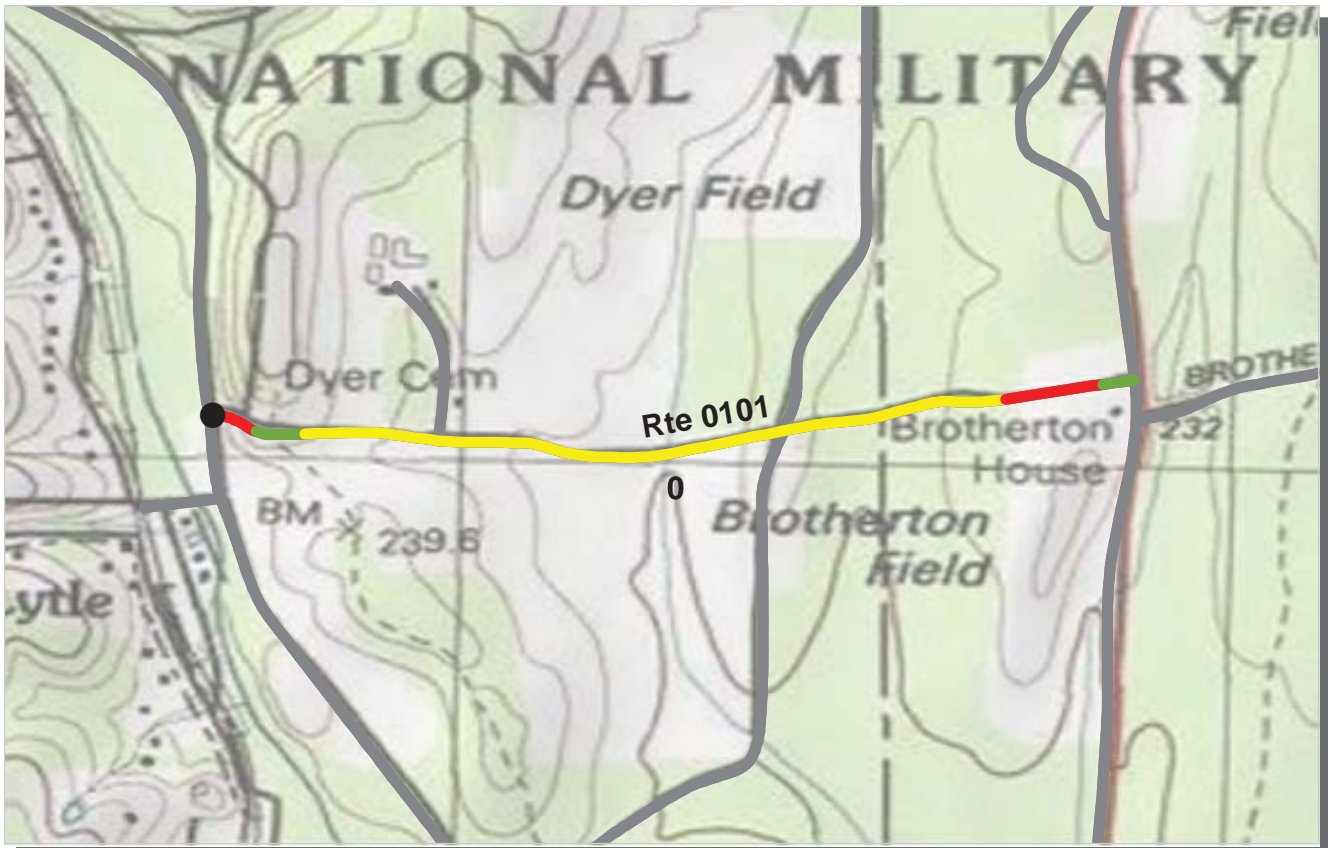 Fiel
NATIONAL MILITARY
Dyer Field
Dyer Cem
BROTHE
Rte 0101
Brotherton
House
232
0
BM
239.6
Brotherton
Field
ytle